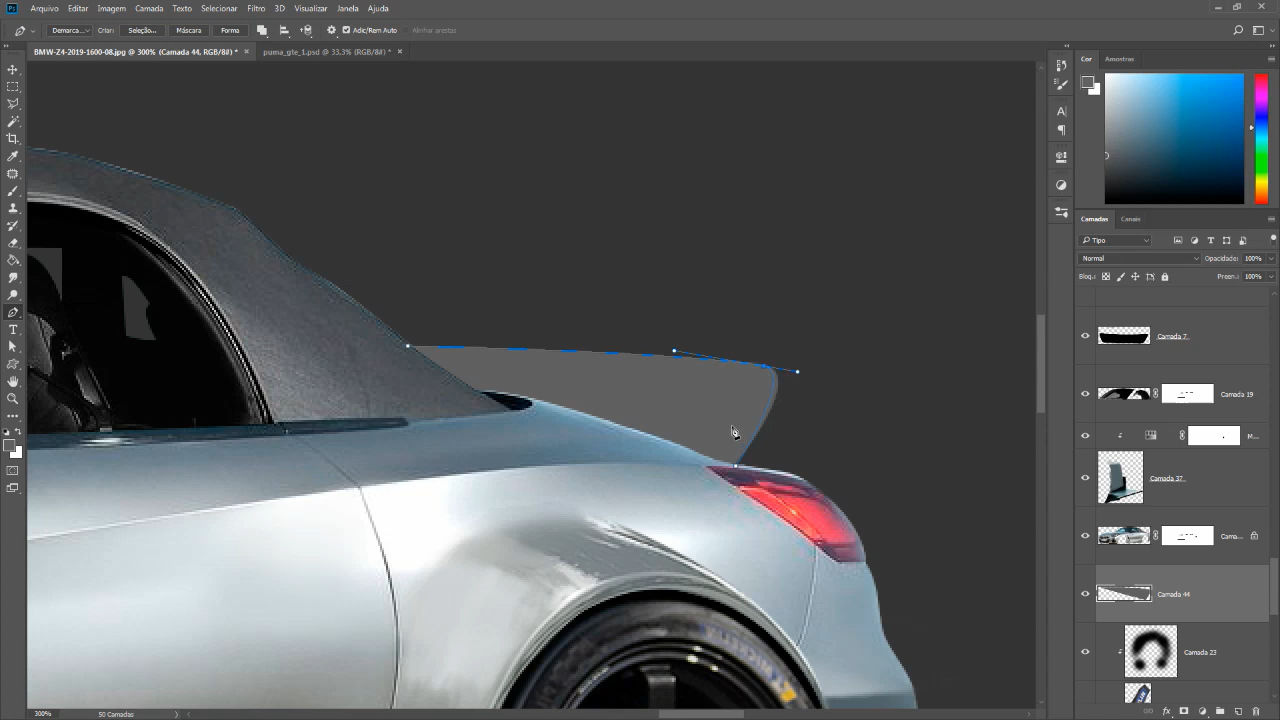 Ps Arquivo Editar Imagem Camada Texto Selecionar Filtro 3D Visualizar Janela Ajuda
Demarca... Criar: Seleção... Máscara Forma Adic/Rem Auto Alinhar arestas
BMW-Z4-2019-1600-08.jpg @ 300% (Camada 44, RGB/8#) * × puma_gte_1.psd @ 33,3% (RGB/8#) * ×
Cor Amostras
Camadas Canais
Tipo
Normal Opacidade: 100%
Bloq.: Preen.: 100%
Camada 7
Camada 19
M...
Camada 37
Cama...
Camada 44
Camada 23
300% 50 Camadas